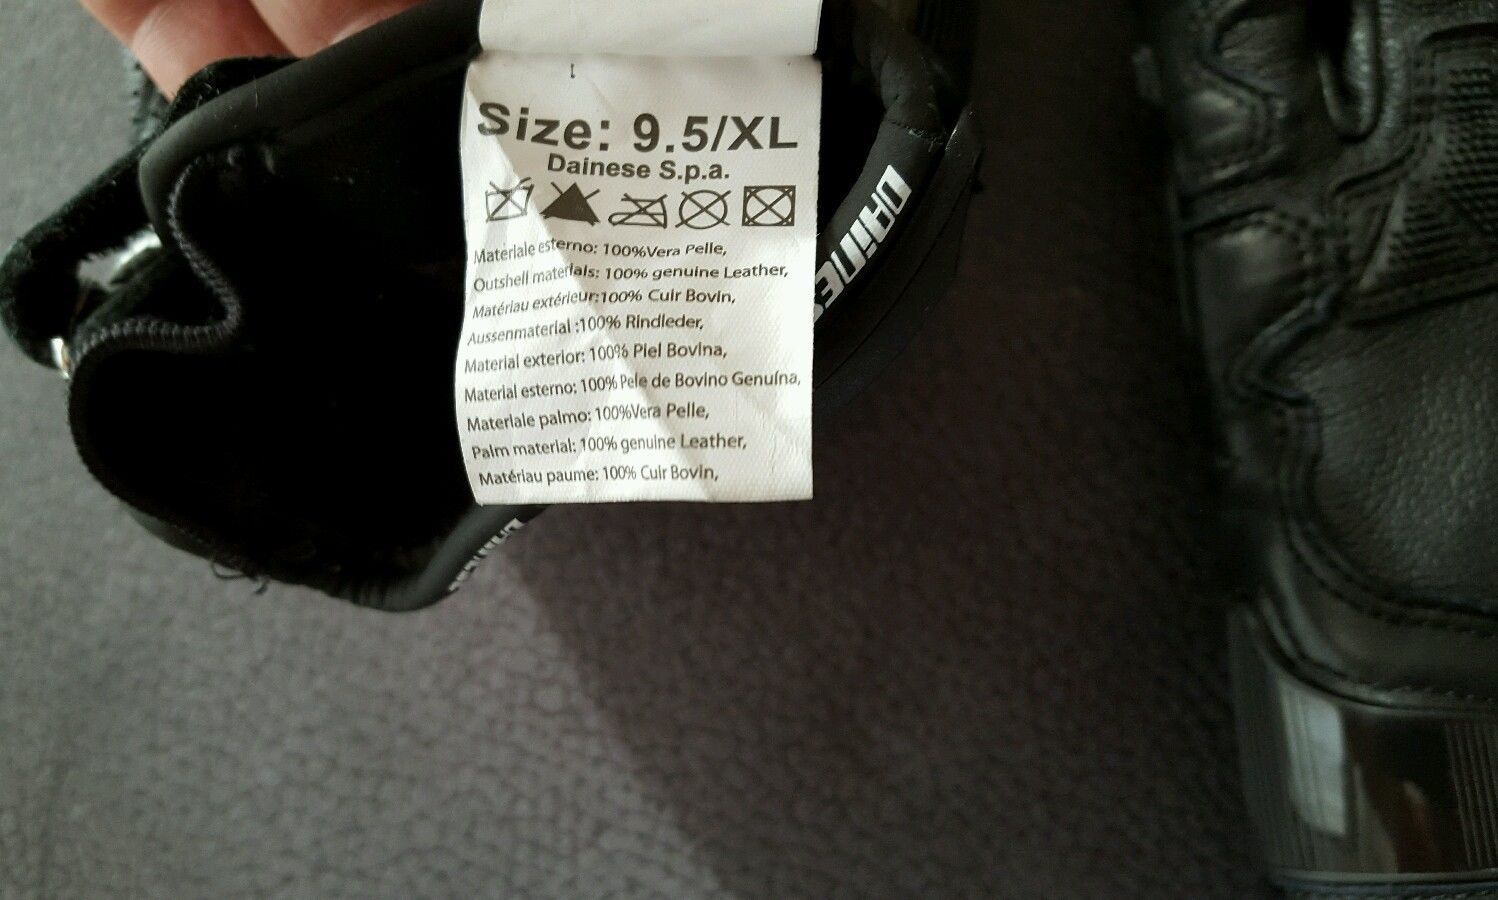 Size: 9.5/XL
Dainese S.p.a.
Materiale esterno: 100%Vera Pelle,
Outshell materials: 100% genuine Leather,
Matériau extérieur:100% Cuir Bovin,
Aussenmaterial :100% Rindleder,
Material exterior: 100% Piel Bovina,
Material esterno: 100% Pele de Bovino Genuína,
Materiale palmo: 100%Vera Pelle,
Palm material: 100% genuine Leather,
Matériau paume: 100% Cuir Bovin,